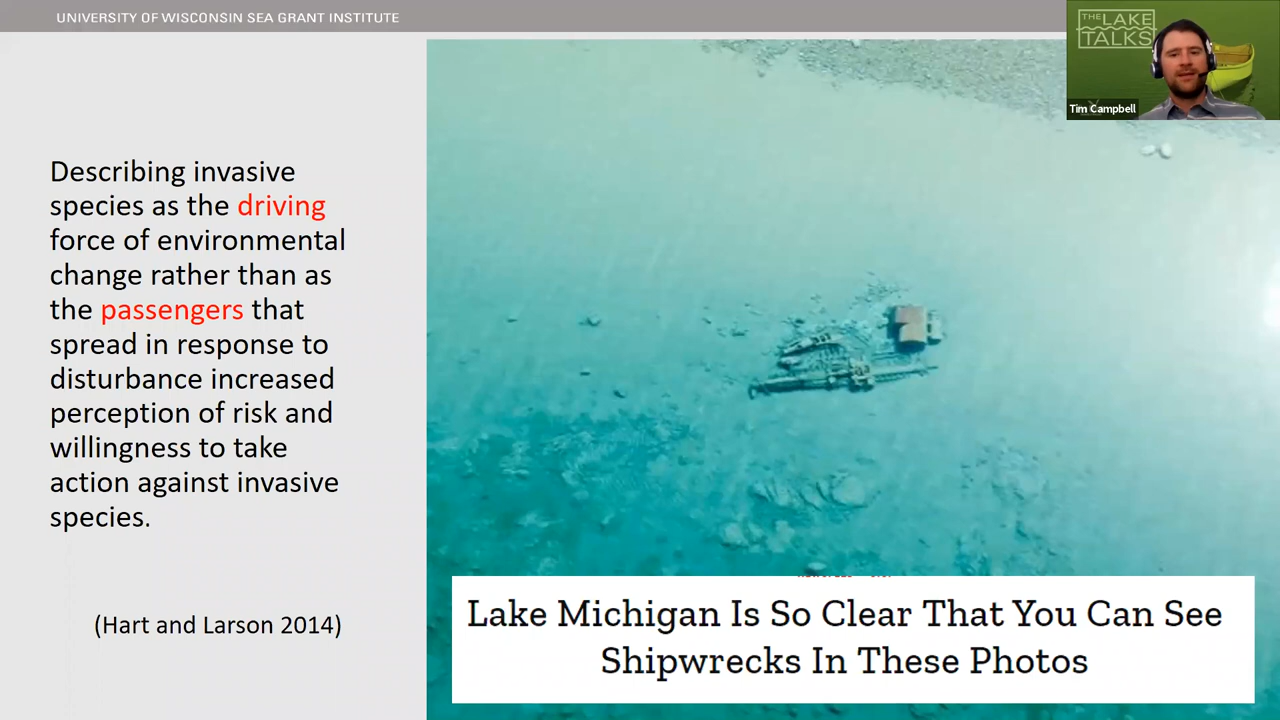 UNIVERSITY OF WISCONSIN SEA GRANT INSTITUTE
THE LAKE
TALKS
Tim Campbell
Describing invasive
species as the driving
force of environmental
change rather than as
the passengers that
spread in response to
disturbance increased
perception of risk and
willingness to take
action against invasive
species.
(Hart and Larson 2014)
Lake Michigan Is So Clear That You Can See
Shipwrecks In These Photos